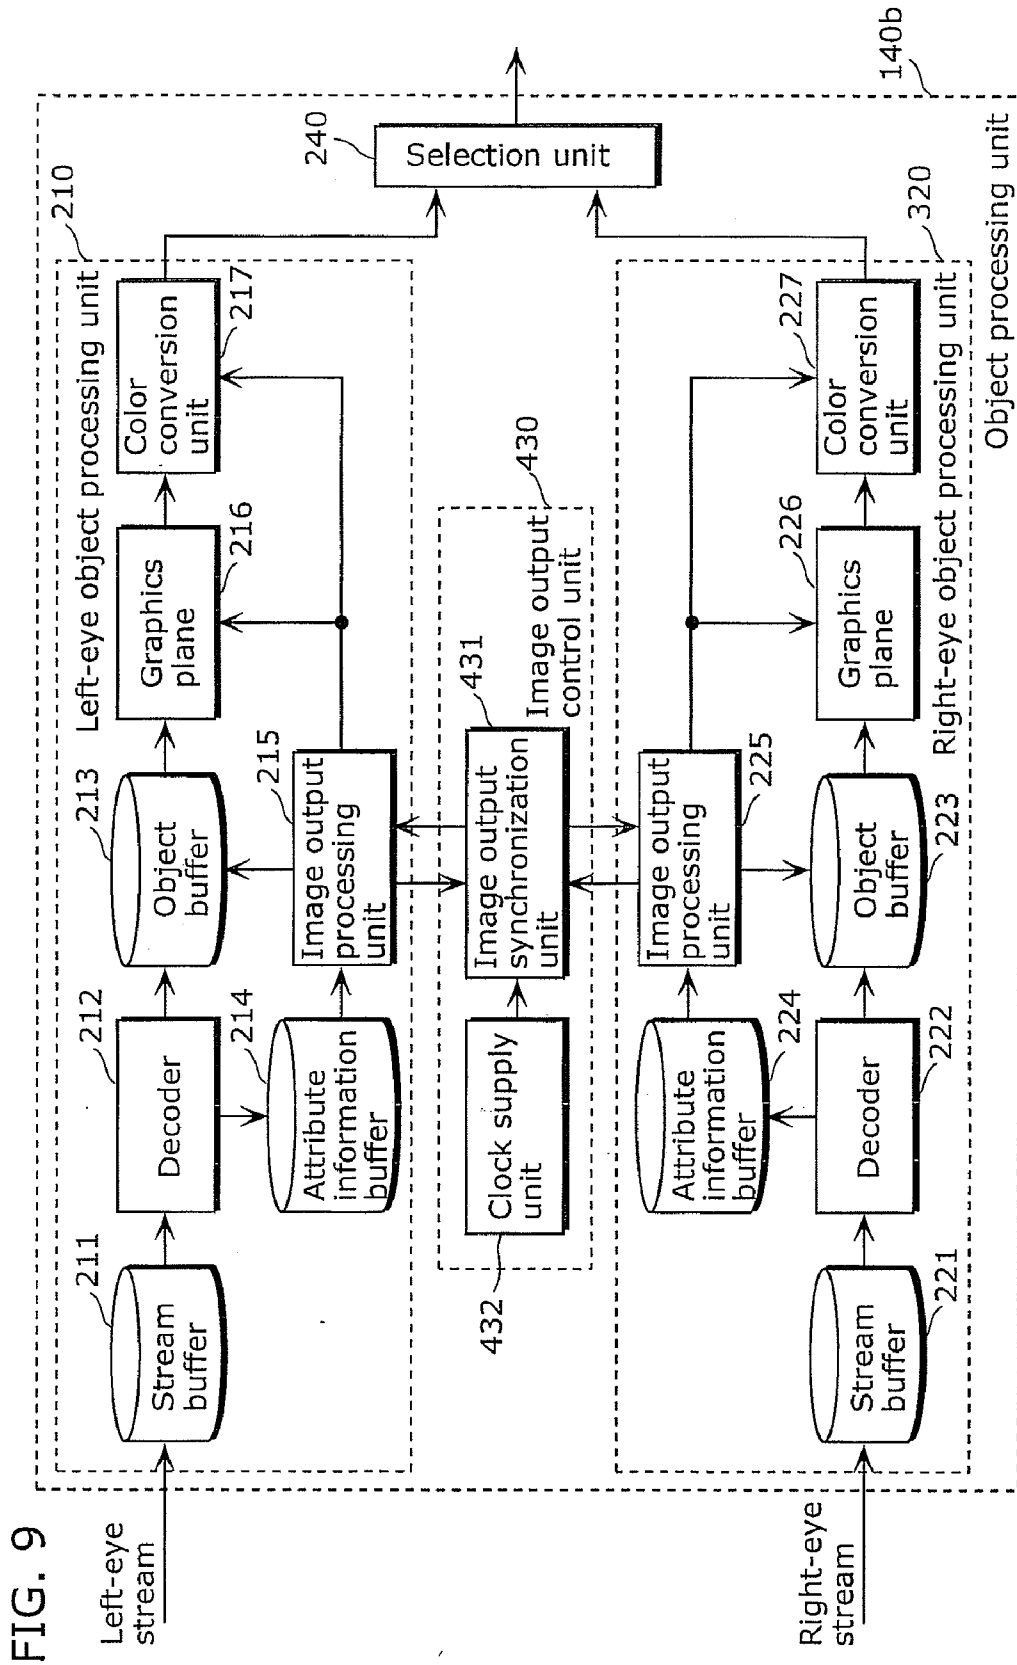 FIG. 9
140b
Object processing unit
210
Left-eye object processing unit
Left-eye
stream
211
Stream
buffer
212
Decoder
213
Object
buffer
216
Graphics
plane
217
Color
conversion
unit
214
Attribute
information
buffer
215
Image output
processing
unit
240
Selection unit
430
Image output
control unit
432
Clock supply
unit
431
Image output
synchronization
unit
320
Right-eye object processing unit
224
Attribute
information
buffer
225
Image output
processing
unit
Right-eye
stream
221
Stream
buffer
222
Decoder
223
Object
buffer
226
Graphics
plane
227
Color
conversion
unit